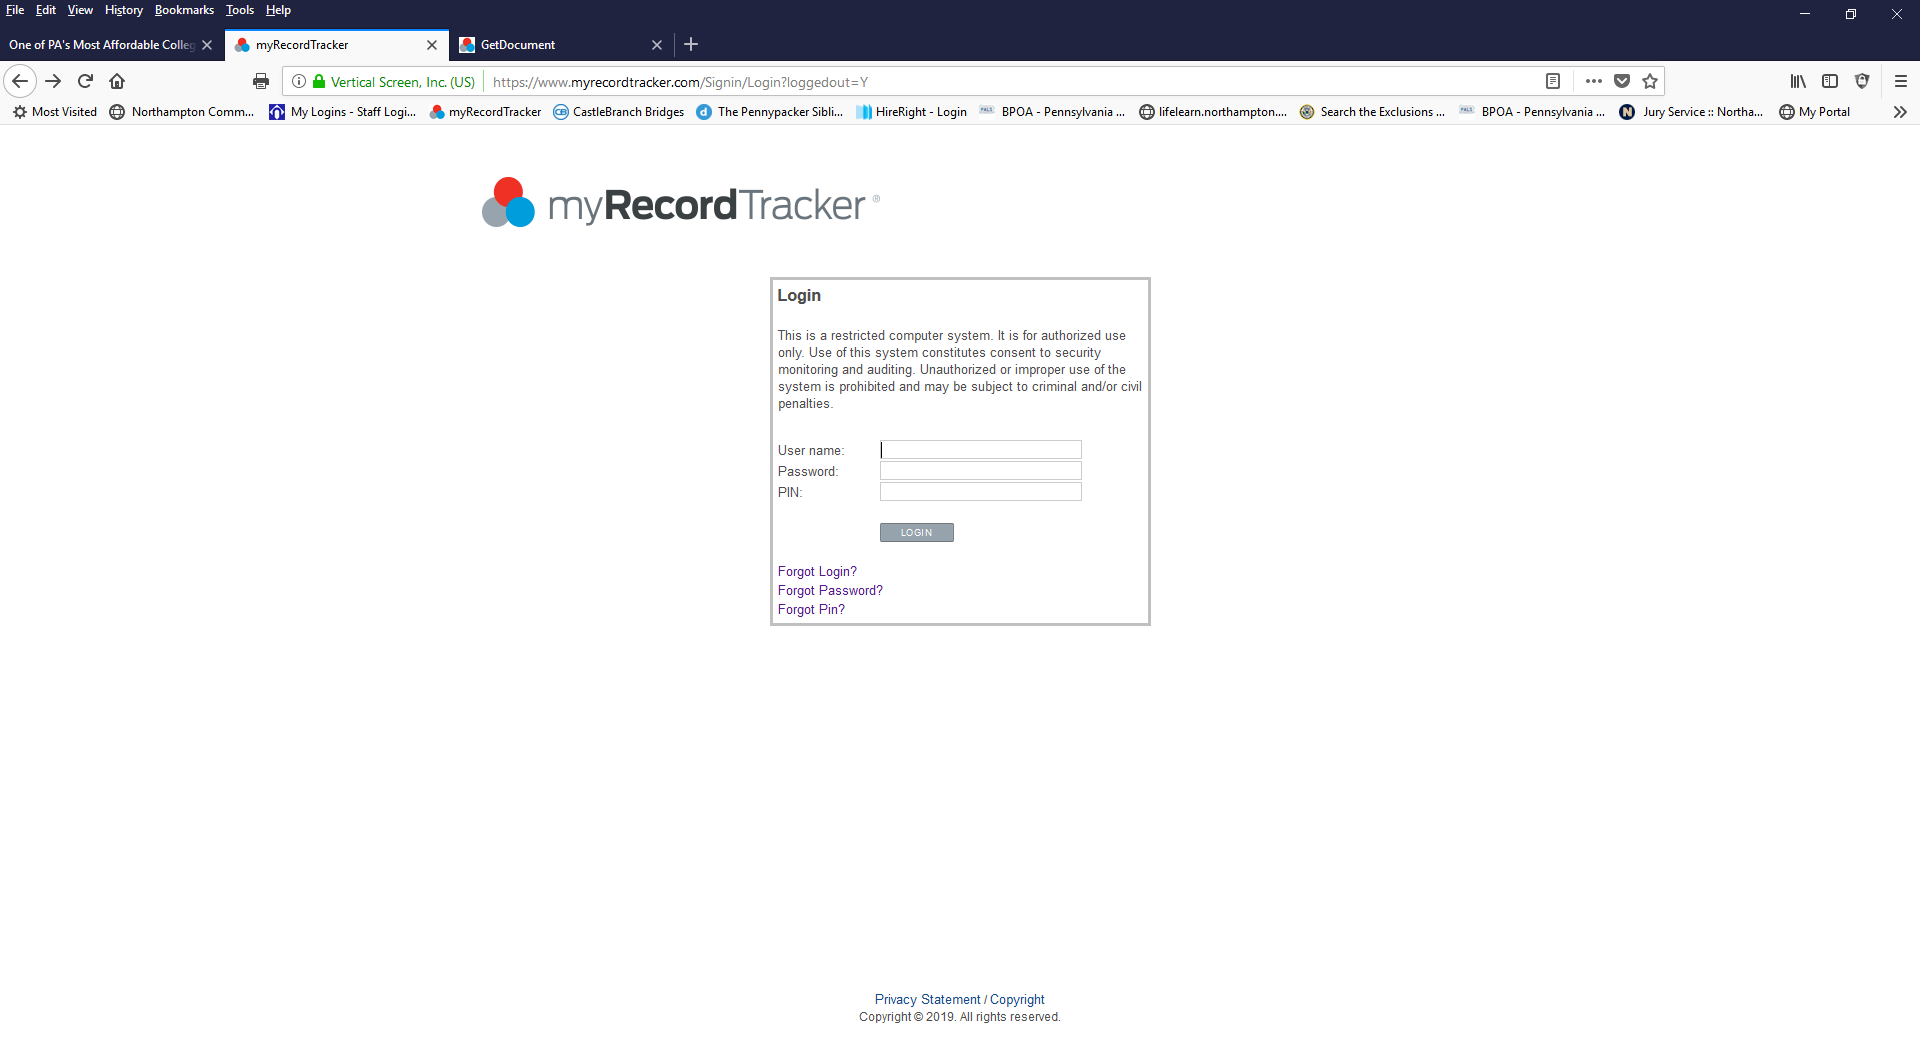 File Edit View History Bookmarks Tools Help
One of PA's Most Affordable Colleg myRecordTracker GetDocument
Vertical Screen, Inc. (US) https://www.myrecordtracker.com/Signin/Login?loggedout=Y
Most Visited Northampton Comm... My Logins - Staff Logi... myRecordTracker CastleBranch Bridges The Pennypacker Sibli... HireRight - Login BPOA - Pennsylvania ... lifelearn.northampton.... Search the Exclusions ... BPOA - Pennsylvania ... Jury Service :: Northa... My Portal
myRecordTracker ®
Login
This is a restricted computer system. It is for authorized use
only. Use of this system constitutes consent to security
monitoring and auditing. Unauthorized or improper use of the
system is prohibited and may be subject to criminal and/or civil
penalties.
User name:
Password:
PIN:
LOGIN
Forgot Login?
Forgot Password?
Forgot Pin?
Privacy Statement / Copyright
Copyright © 2019. All rights reserved.